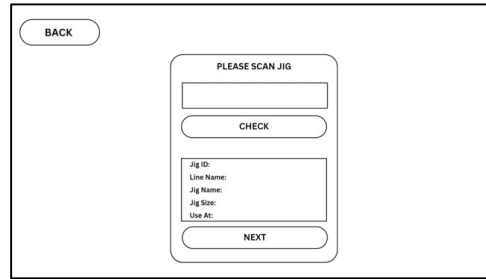 BACK
PLEASE SCAN JIG
CHECK
Jig ID:
Line Name:
Jig Name:
Jig Size:
Use At:
NEXT